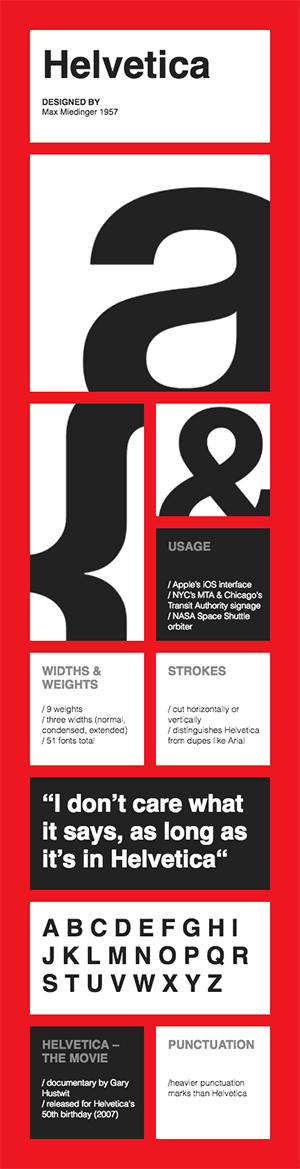 Helvetica
DESIGNED BY
Max Miedinger 1957
a
{
&
USAGE
/ Apple's iOS interface
/ NYC's MTA & Chicago's
Transit Authority signage
/ NASA Space Shuttle
orbiter
WIDTHS &
WEIGHTS
/ 9 weights
/ three widths (normal,
condensed, extended)
/ 51 fonts total
STROKES
/ cut horizontally or
vertically
/ distinguishes Helvetica
from dupes like Arial
“I don’t care what
it says, as long as
it’s in Helvetica“
A B C D E F G H I
J K L M N O P Q R
S T U V W X Y Z
HELVETICA –
THE MOVIE
/ documentary by Gary
Hustwit
/ released for Helvetica's
50th birthday (2007)
PUNCTUATION
/heavier punctuation
marks than Helvetica